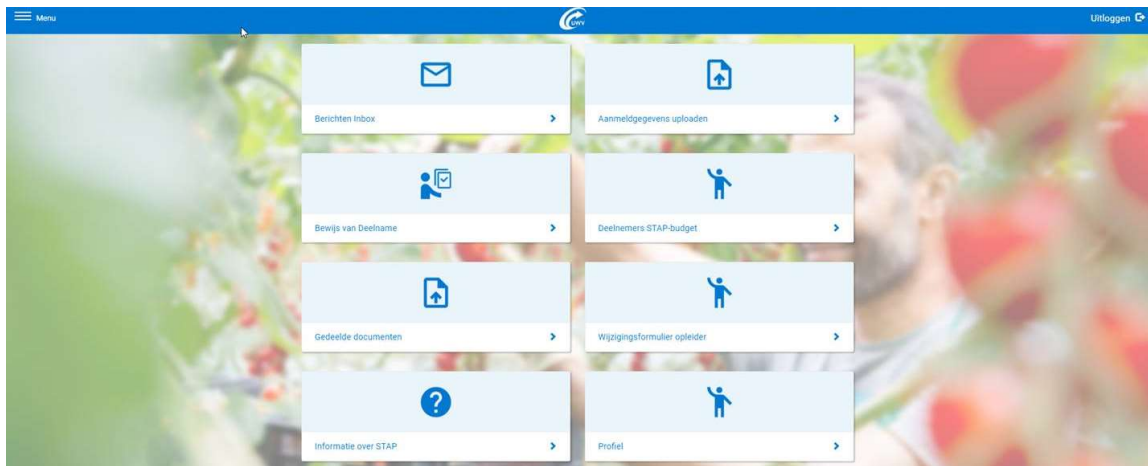 Menu
UWV
Uitloggen
Berichten Inbox
Aanmeldgegevens uploaden
Bewijs van Deelname
Deelnemers STAP-budget
Gedeelde documenten
Wijzigingsformulier opleider
Informatie over STAP
Profiel